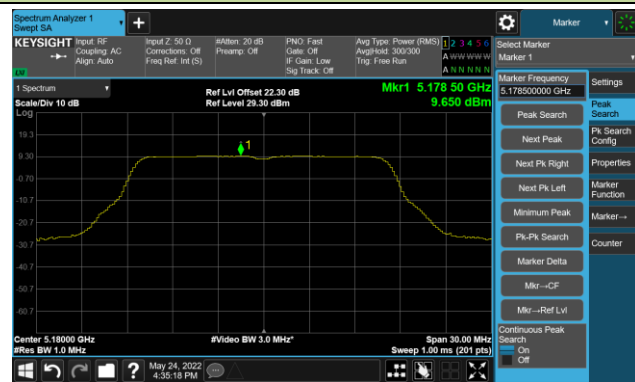 Spectrum Analyzer 1
Swept SA
KEYSIGHT
Input: RF
Coupling: AC
Align: Auto
Input Z: 50 Ω
Corrections: Off
Freq Ref: Int (S)
#Atten: 20 dB
Preamp: Off
PNO: Fast
Gate: Off
IF Gain: Low
Sig Track: Off
Avg Type: Power (RMS)
Avg|Hold: 300/300
Trig: Free Run
1 2 3 4 5 6
A W W W W W
A N N N N N
1 Spectrum
Scale/Div 10 dB
Log
Ref Lvl Offset 22.30 dB
Ref Level 29.30 dBm
Mkr1 5.178 50 GHz
9.650 dBm
19.3
9.30
-0.70
-10.7
-20.7
-30.7
-40.7
-50.7
-60.7
1
Center 5.18000 GHz
#Res BW 1.0 MHz
#Video BW 3.0 MHz*
Span 30.00 MHz
Sweep 1.00 ms (201 pts)
May 24, 2022
4:35:18 PM
Marker
Select Marker
Marker 1
Marker Frequency
5.178500000 GHz
Peak Search
Next Peak
Next Pk Right
Next Pk Left
Minimum Peak
Pk-Pk Search
Marker Delta
Mkr→CF
Mkr→Ref Lvl
Continuous Peak
Search
On
Off
Settings
Peak
Search
Pk Search
Config
Properties
Marker
Function
Marker→
Counter